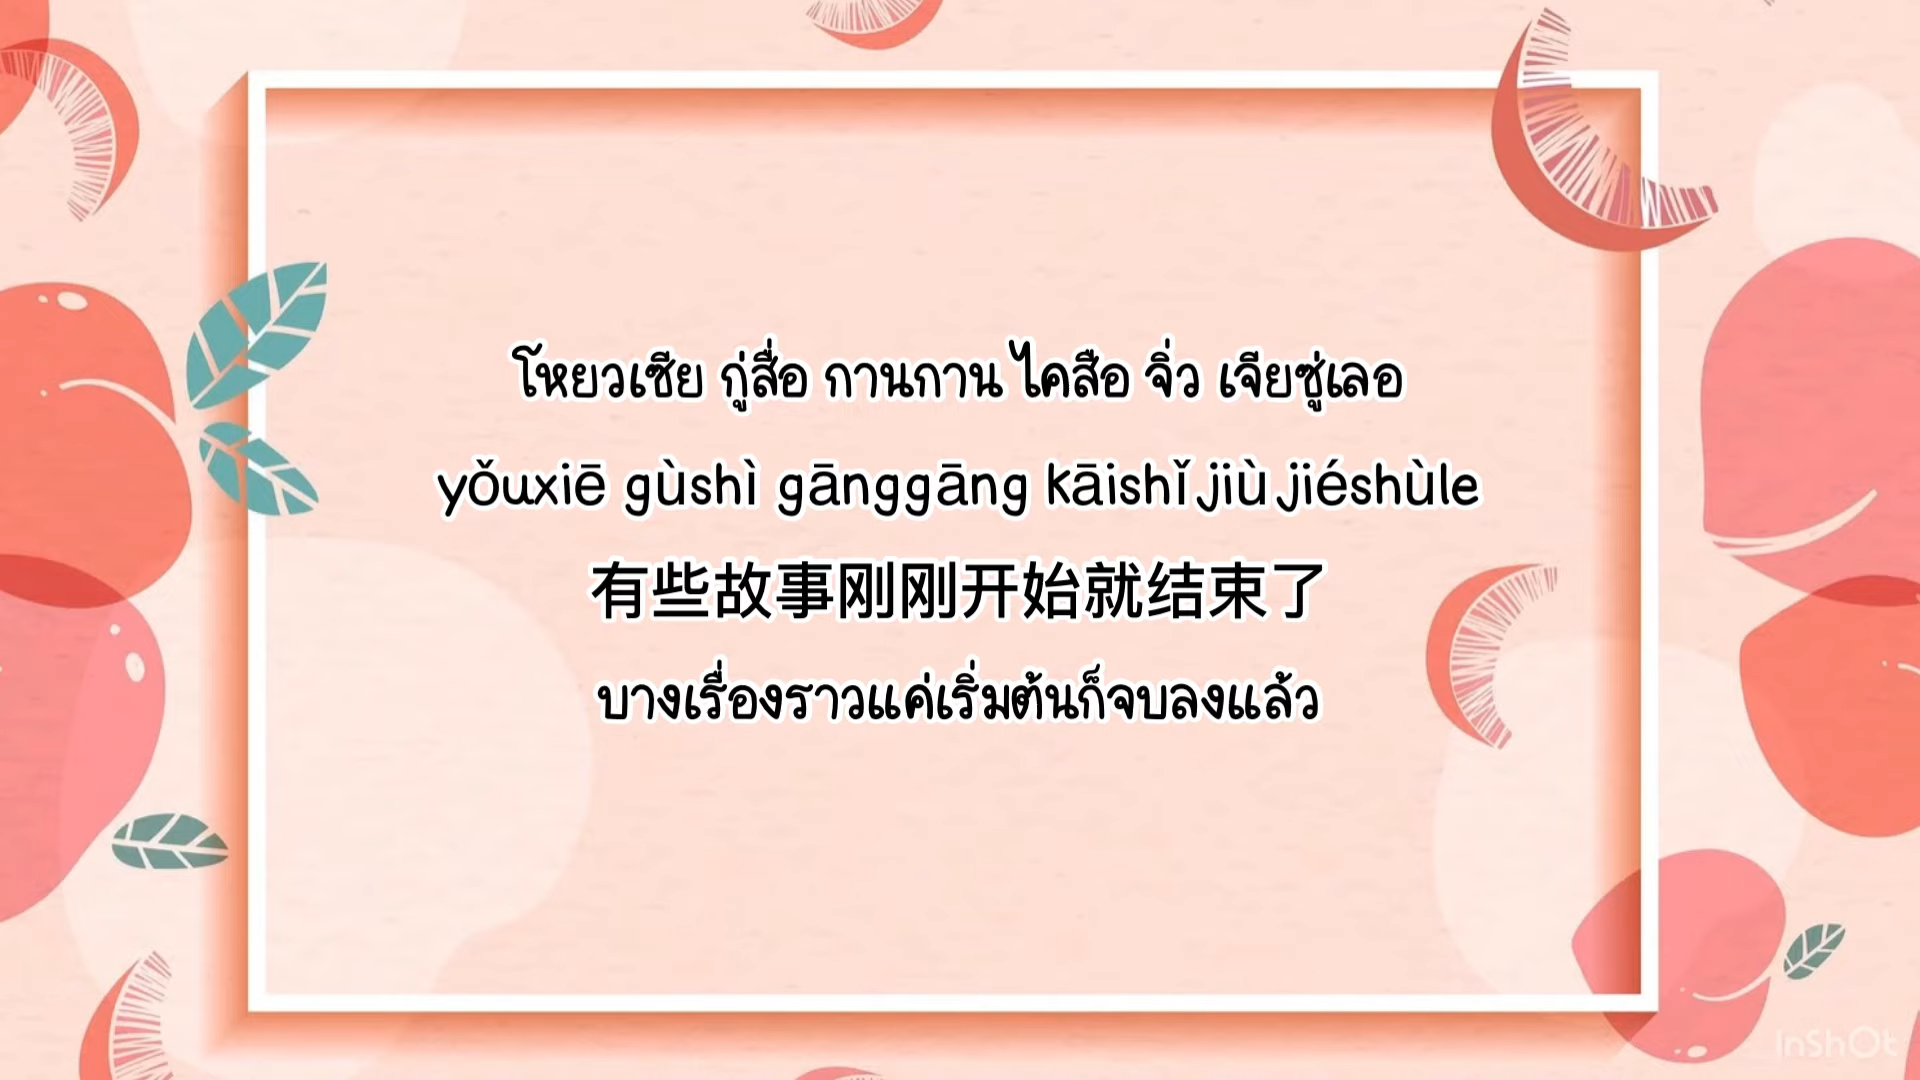 โหยวเซีย กู่สื่อ กานกาน ไคสือ จิ่ว เจียซู่เลอ
yǒuxiē gùshì gānggāng kāishǐ jiù jiéshùle
有些故事刚刚开始就结束了
บางเรื่องราวแค่เริ่มต้นก็จบลงแล้ว
InShOt